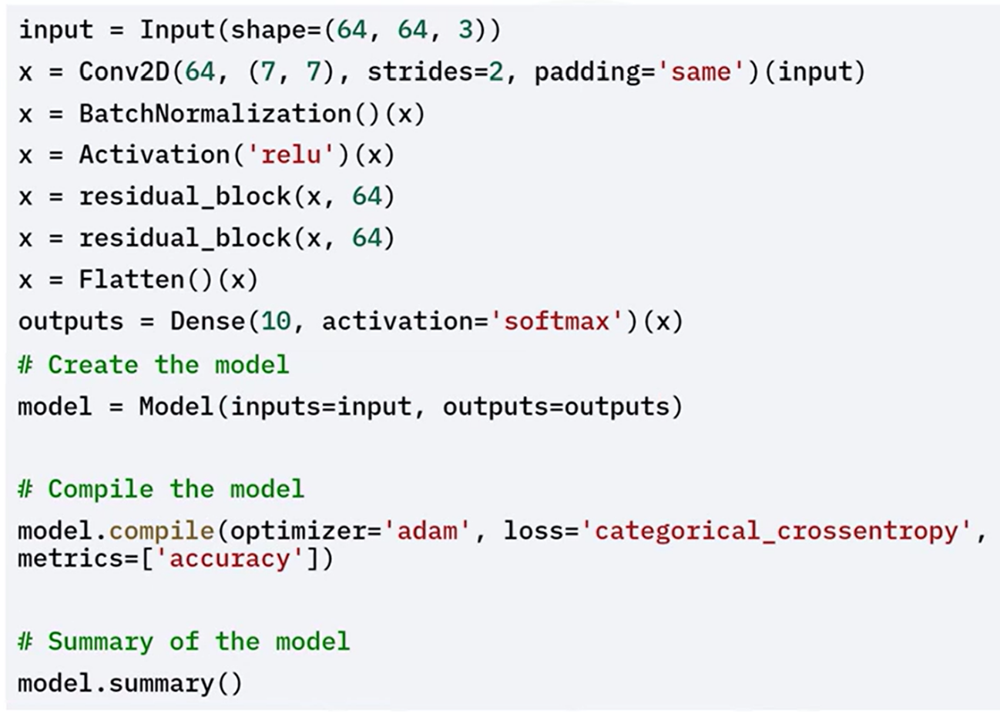 input = Input(shape=(64, 64, 3))
x = Conv2D(64, (7, 7), strides=2, padding='same')(input)
x = BatchNormalization()(x)
x = Activation('relu')(x)
x = residual_block(x, 64)
x = residual_block(x, 64)
x = Flatten()(x)
outputs = Dense(10, activation='softmax')(x)
# Create the model
model = Model(inputs=input, outputs=outputs)
# Compile the model
model.compile(optimizer='adam', loss='categorical_crossentropy',
metrics=['accuracy'])
# Summary of the model
model.summary()